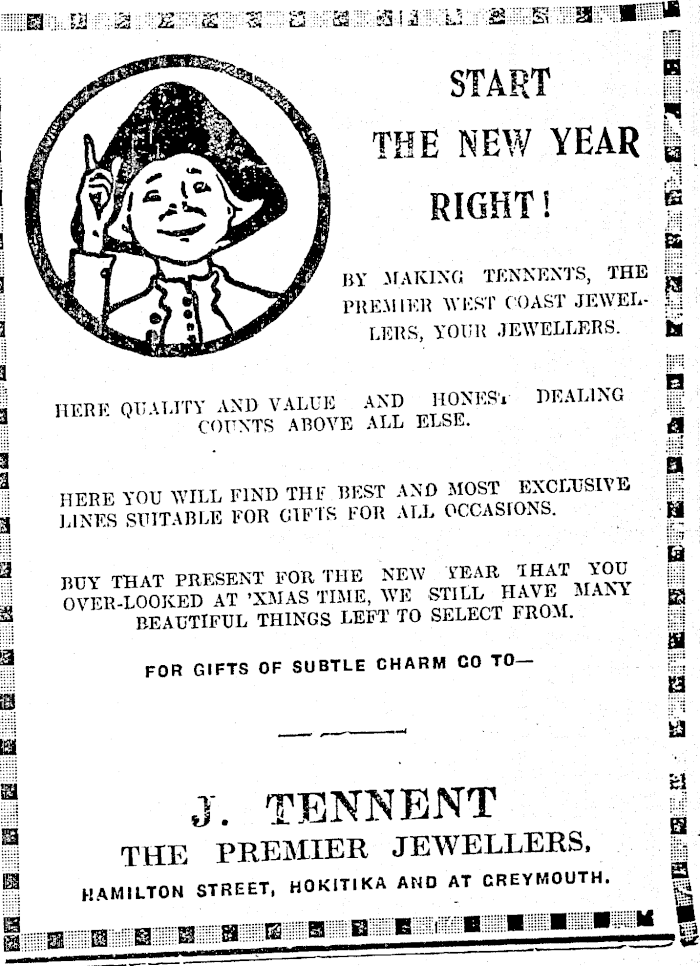 START
THE NEW YEAR
RIGHT!
BY MAKING TENNENTS, THE
PREMIER WEST COAST JEWEL-
LERS, YOUR JEWELLERS.
HERE QUALITY AND VALUE AND HONEST DEALING
COUNTS ABOVE ALL ELSE.
HERE YOU WILL FIND THE BEST AND MOST EXCLUSIVE
LINES SUITABLE FOR GIFTS FOR ALL OCCASIONS.
BUY THAT PRESENT FOR THE NEW YEAR THAT YOU
OVER-LOOKED AT 'XMAS TIME, WE STILL HAVE MANY
BEAUTIFUL THINGS LEFT TO SELECT FROM.
FOR GIFTS OF SUBTLE CHARM GO TO—
J. TENNENT
THE PREMIER JEWELLERS,
HAMILTON STREET, HOKITIKA AND AT GREYMOUTH.